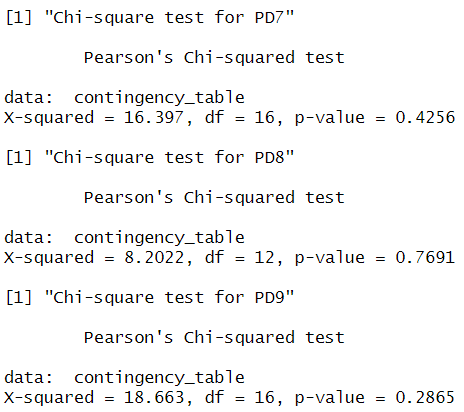 [1] "Chi-square test for PD7"
Pearson's Chi-squared test
data:  contingency_table
X-squared = 16.397, df = 16, p-value = 0.4256
[1] "Chi-square test for PD8"
Pearson's Chi-squared test
data:  contingency_table
X-squared = 8.2022, df = 12, p-value = 0.7691
[1] "Chi-square test for PD9"
Pearson's Chi-squared test
data:  contingency_table
X-squared = 18.663, df = 16, p-value = 0.2865